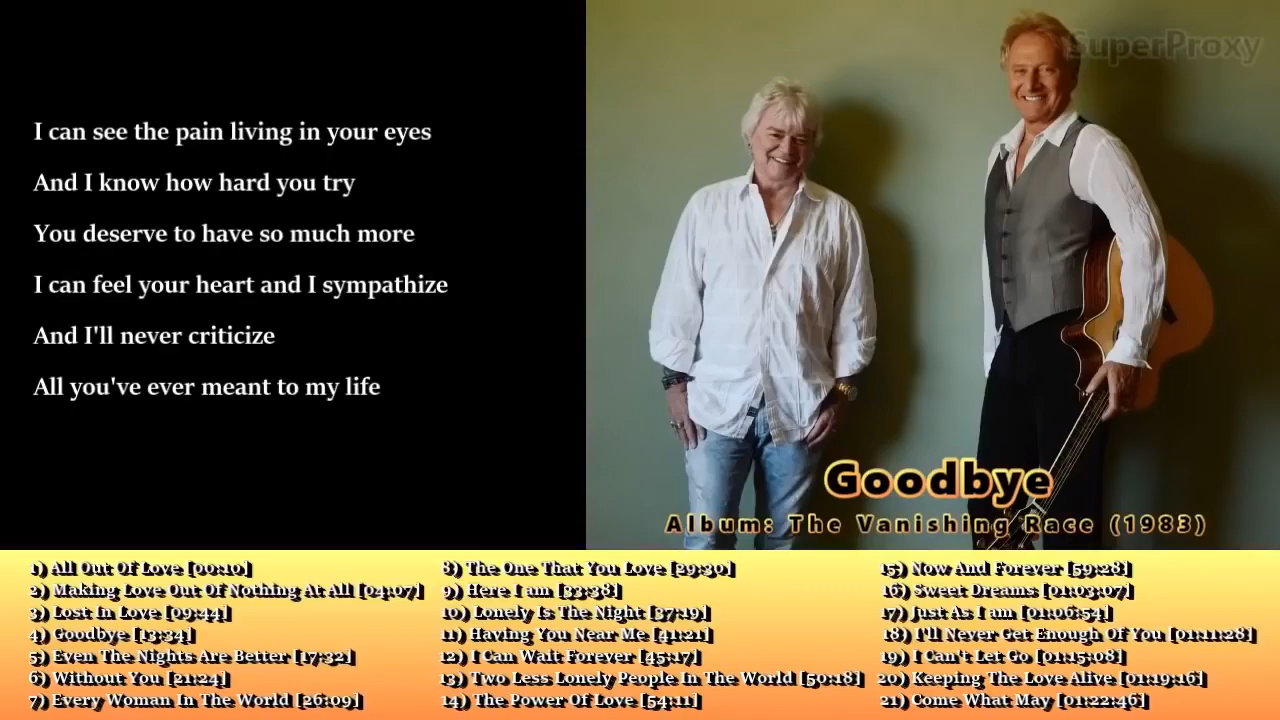 I can see the pain living in your eyes
And I know how hard you try
You deserve to have so much more
I can feel your heart and I sympathize
And I'll never criticize
All you've ever meant to my life
SuperProxy
Goodbye
Album: The Vanishing Race (1983)
1) All Out Of Love [00:10]
2) Making Love Out Of Nothing At All [04:07]
3) Lost In Love [09:44]
4) Goodbye [13:34]
5) Even The Nights Are Better [17:32]
6) Without You [21:24]
7) Every Woman In The World [26:09]
8) The One That You Love [29:30]
9) Here I am [33:38]
10) Lonely Is The Night [37:19]
11) Having You Near Me [41:21]
12) I Can Wait Forever [45:17]
13) Two Less Lonely People In The World [50:18]
14) The Power Of Love [54:11]
15) Now And Forever [59:28]
16) Sweet Dreams [01:03:07]
17) Just As I am [01:06:54]
18) I'll Never Get Enough Of You [01:11:28]
19) I Can't Let Go [01:15:08]
20) Keeping The Love Alive [01:19:16]
21) Come What May [01:22:46]